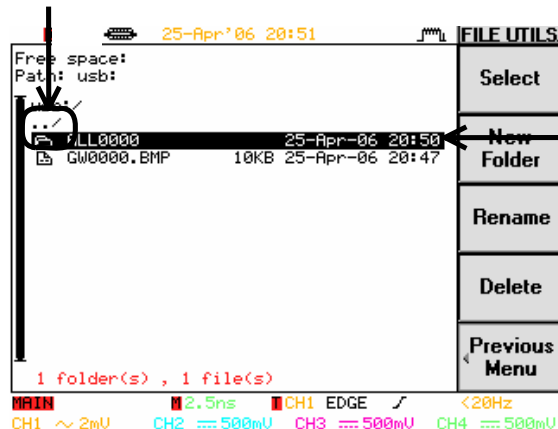 25-Apr'06 20:51 FILE UTILS.
Free space:
Path: usb:
Select
../
ALL0000 25-Apr-06 20:50
GW0000.BMP 10KB 25-Apr-06 20:47
New
Folder
Rename
Delete
Previous
Menu
1 folder(s) , 1 file(s)
MAIN M 2.5ns T CH1 EDGE <20Hz
CH1 ~ 2mV CH2 500mV CH3 500mV CH4 500mV